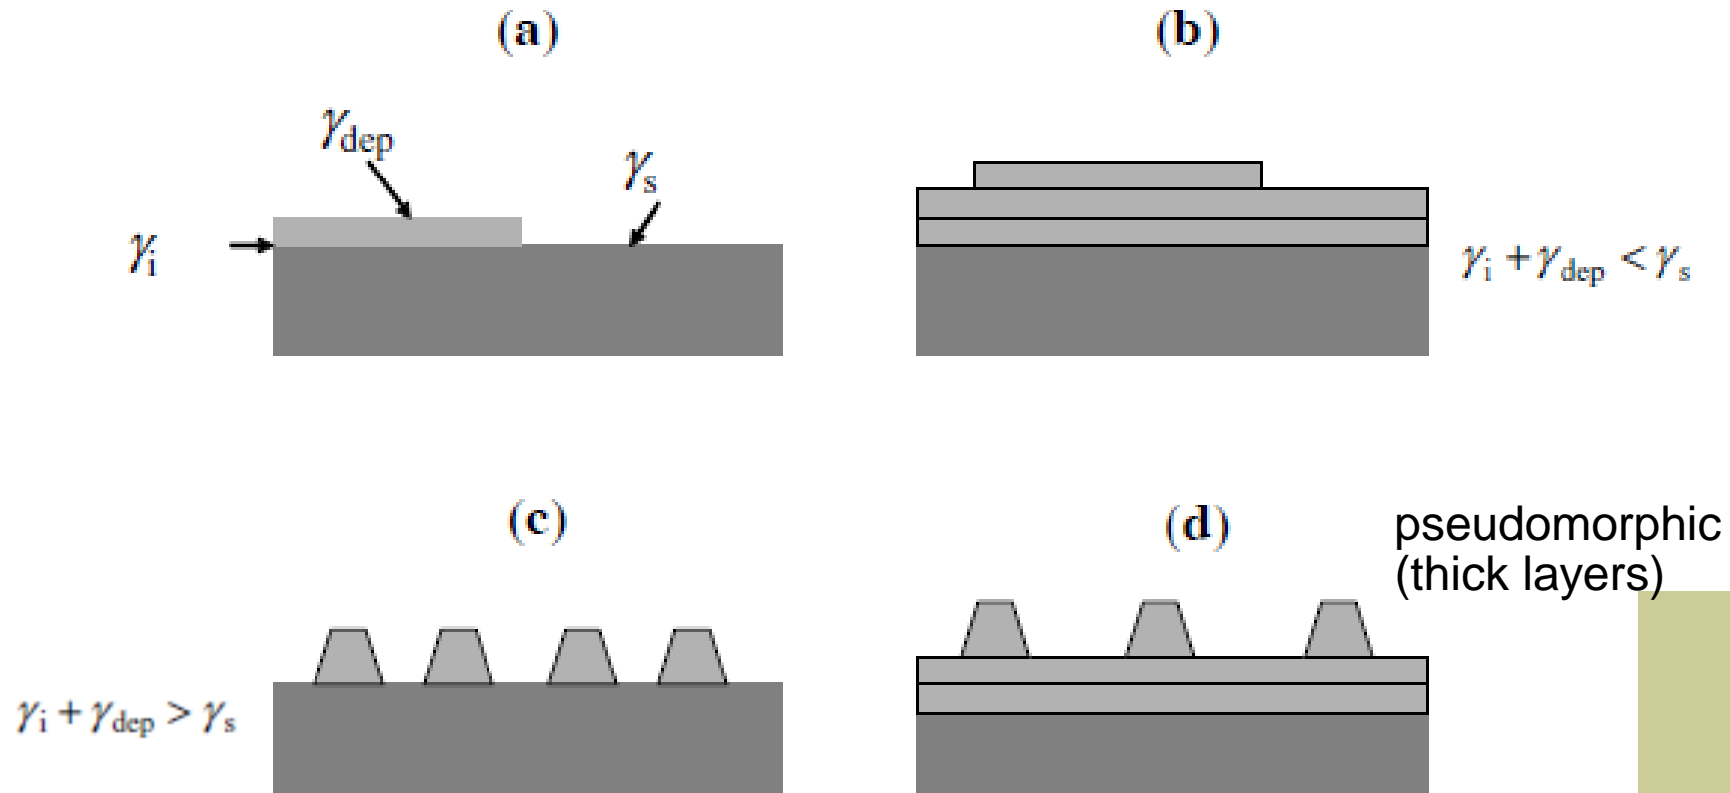 (a)
(b)
γdep
γs
γi
γi + γdep < γs
(c)
(d)
pseudomorphic
(thick layers)
γi + γdep > γs